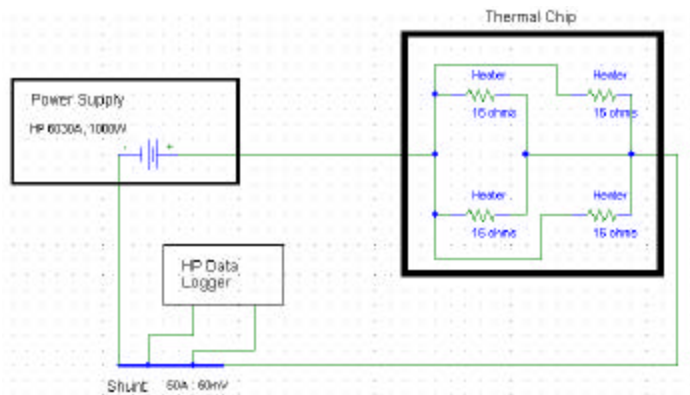 Thermal Chip
Power Supply
HP 6030A, 1000W
- +
Heater
Heater
15 ohms
15 ohms
Heater
Heater
15 ohms
15 ohms
HP Data
Logger
Shunt 50A : 50mV